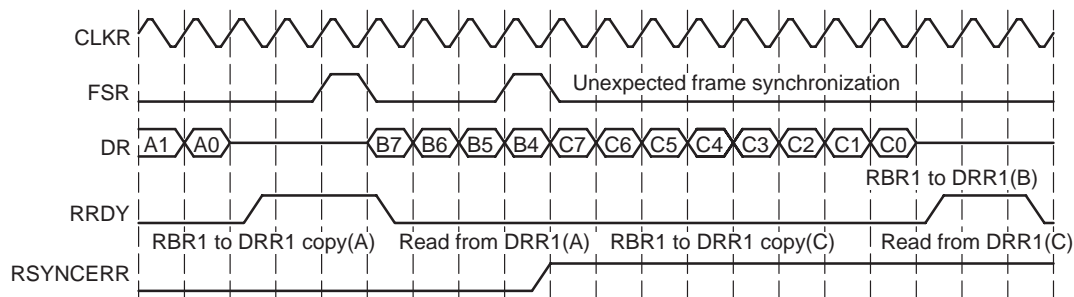 CLKR
FSR
Unexpected frame synchronization
DR
A1 A0 B7 B6 B5 B4 C7 C6 C5 C4 C3 C2 C1 C0
RBR1 to DRR1(B)
RRDY
RBR1 to DRR1 copy(A) Read from DRR1(A) RBR1 to DRR1 copy(C) Read from DRR1(C)
RSYNCERR